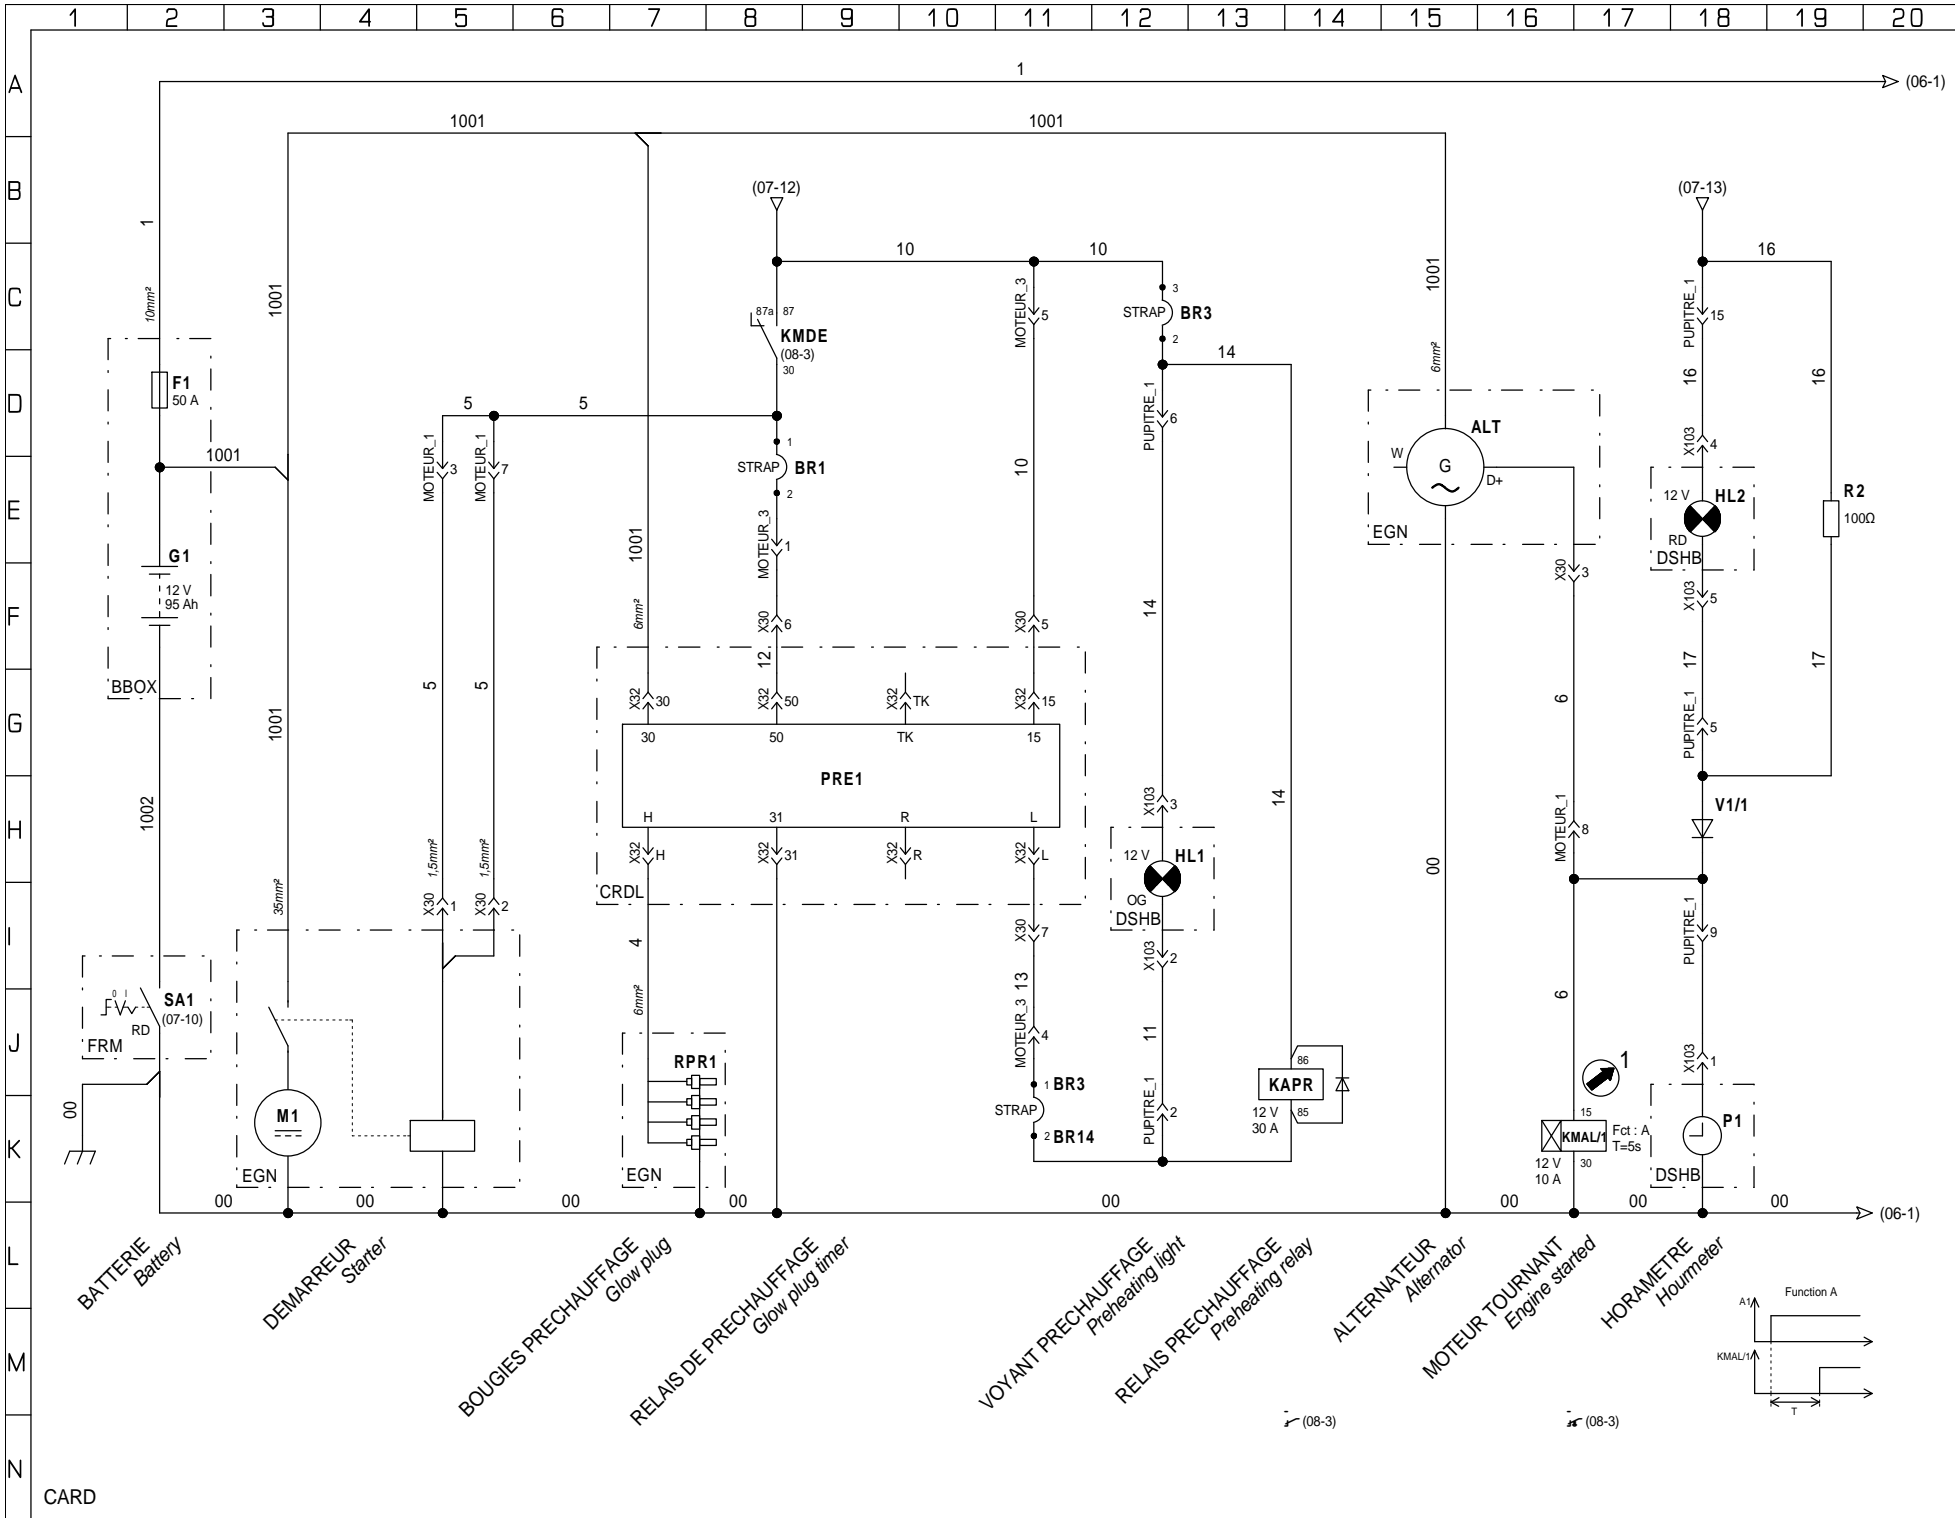 1 2 3 4 5 6 7 8 9 10 11 12 13 14 15 16 17 18 19 20
A
B
C
D
E
F
G
H
I
J
K
L
M
N
1
(06-1)
1001
1001
(07-12)
(07-13)
1
10
10
16
10mm²
1001
87a 87
KMDE
(08-3)
30
MOTEUR_3
5
3
STRAP BR3
2
14
1001
6mm²
PUPITRE_1
15
F1
50 A
5
5
1
STRAP BR1
2
PUPITRE_1
6
ALT
W
G
D+
EGN
16
16
X103
4
1001
MOTEUR_1
3
MOTEUR_1
7
10
12 V
HL2
RD
DSHB
R2
100Ω
G1
12 V
95 Ah
1001
MOTEUR_3
1
X30
3
X103
5
6mm²
X30
6
X30
5
14
BBOX
5
5
12
X32
30
X32
50
X32
TK
X32
15
6
17
17
PUPITRE_1
5
1001
30
50
TK
15
PRE1
H
31
R
L
1002
14
X103
3
MOTEUR_1
8
V1/1
1,5mm²
1,5mm²
X32
H
X32
31
X32
R
X32
L
CRDL
12 V
HL1
OG
DSHB
00
35mm²
X30
1
X30
2
4
X30
7
X103
2
PUPITRE_1
9
0 I
SA1
(07-10)
RD
FRM
6mm²
13
MOTEUR_3
4
11
6
RPR1
86
KAPR
85
12 V
30 A
1
X103
1
00
M1
EGN
EGN
1 BR3
STRAP
2 BR14
PUPITRE_1
2
15
KMAL/1
Fct : A
T=5s
12 V
10 A
30
P1
DSHB
00
00
00
00
00
00
00
00
(06-1)
BATTERIE
Battery
DEMARREUR
Starter
BOUGIES PRECHAUFFAGE
Glow plug
RELAIS DE PRECHAUFFAGE
Glow plug timer
VOYANT PRECHAUFFAGE
Preheating light
RELAIS PRECHAUFFAGE
Preheating relay
ALTERNATEUR
Alternator
MOTEUR TOURNANT
Engine started
HORAMETRE
Hourmeter
Function A
A1
KMAL/1
T
(08-3)
(08-3)
CARD